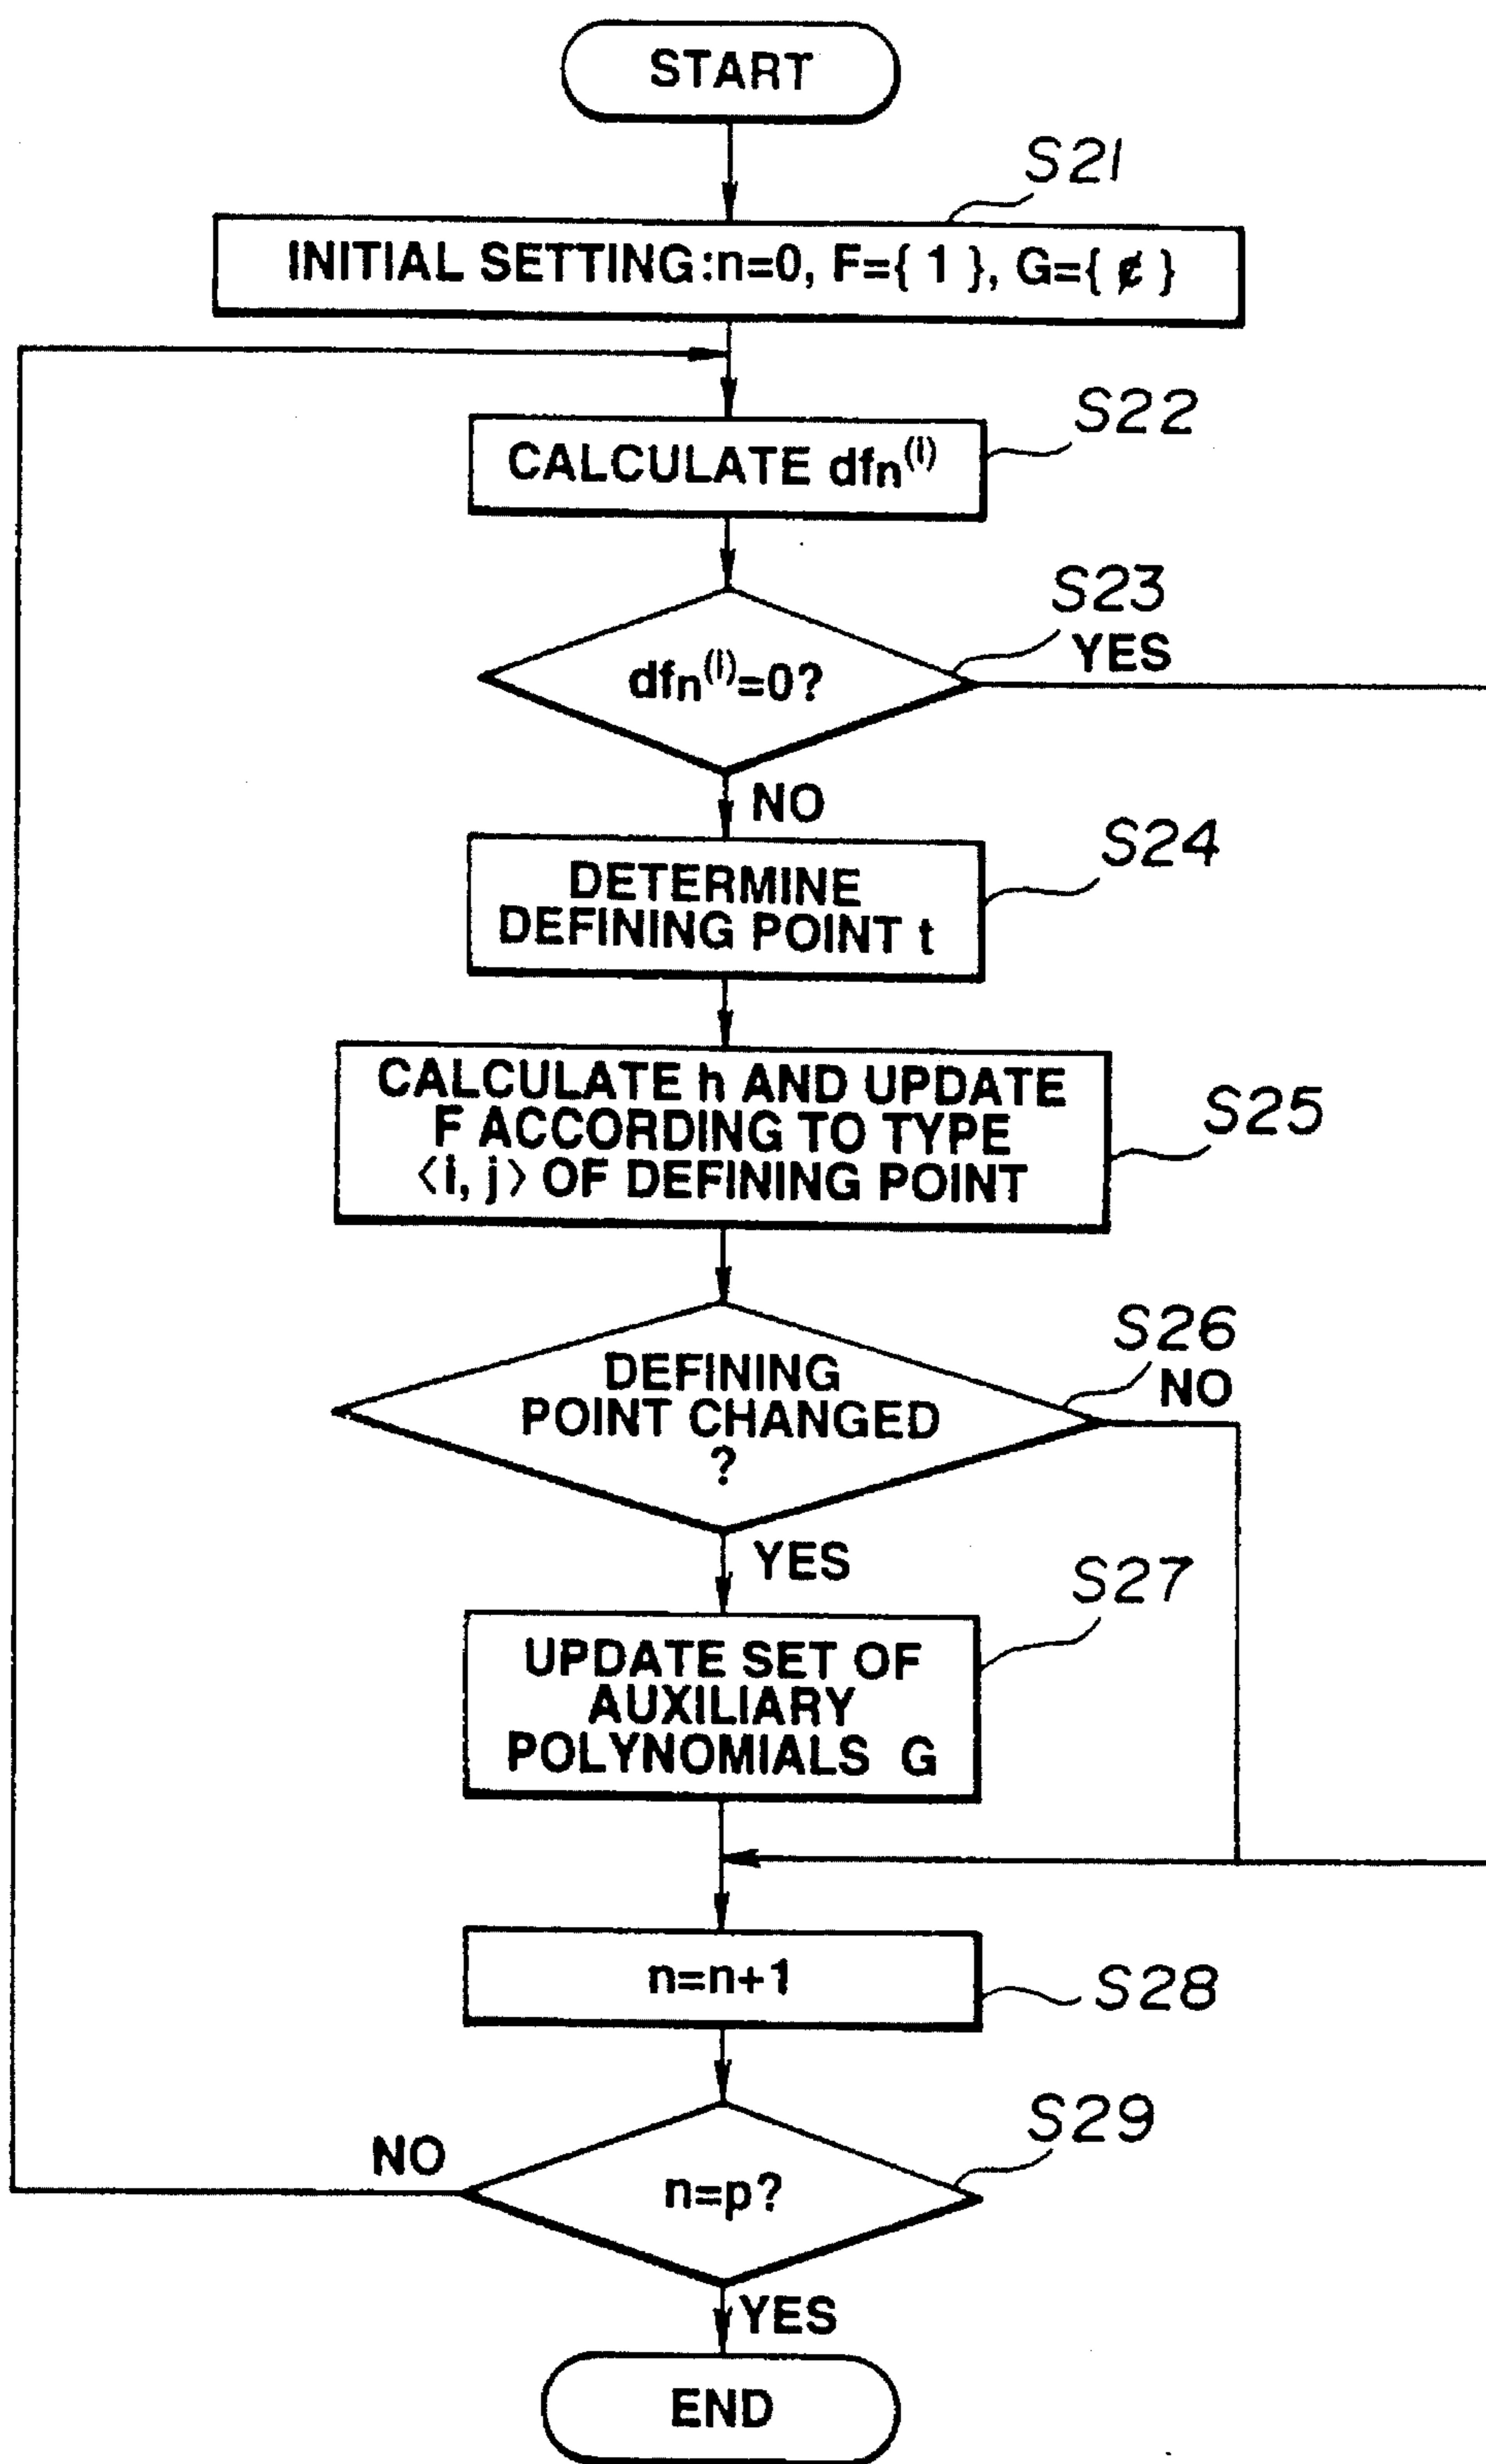 START
S21
INITIAL SETTING:n=0, F={ 1 }, G={ ¢ }
S22
CALCULATE dfn⁽ⁱ⁾
S23
YES
dfn⁽ⁱ⁾=0?
NO
S24
DETERMINE
DEFINING POINT t
S25
CALCULATE h AND UPDATE
F ACCORDING TO TYPE
〈i, j〉 OF DEFINING POINT
S26
NO
DEFINING
POINT CHANGED
?
YES
S27
UPDATE SET OF
AUXILIARY
POLYNOMIALS G
n=n+1
S28
S29
NO
n=p?
YES
END